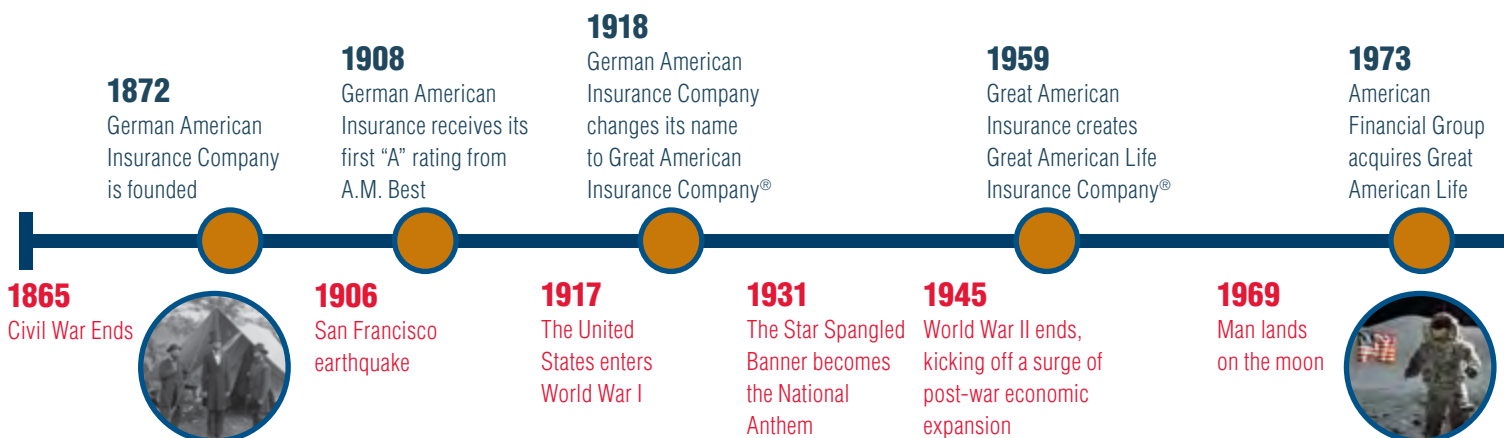 1872
German American
Insurance Company
is founded
1908
German American
Insurance receives its
first “A” rating from
A.M. Best
1918
German American
Insurance Company
changes its name
to Great American
Insurance Company®
1959
Great American
Insurance creates
Great American Life
Insurance Company®
1973
American
Financial Group
acquires Great
American Life
1865
Civil War Ends
1906
San Francisco
earthquake
1917
The United
States enters
World War I
1931
The Star Spangled
Banner becomes
the National
Anthem
1945
World War II ends,
kicking off a surge of
post-war economic
expansion
1969
Man lands
on the moon